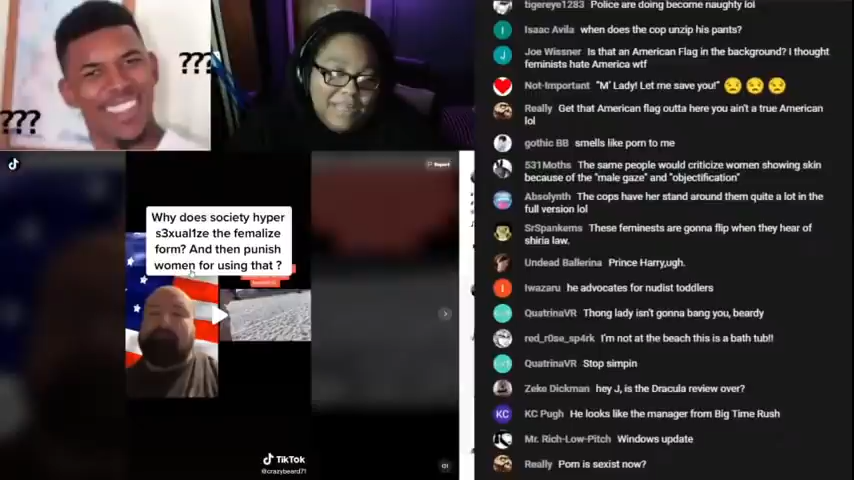 ???
???
Report
Why does society hyper
s3xual1ze the femalize
form? And then punish
women for using that ?
TikTok
@crazybeard71
tigereye1283 Police are doing become naughty lol
Isaac Avila when does the cop unzip his pants?
Joe Wissner Is that an American Flag in the background? I thought
feminists hate America wtf
Not-Important "M' Lady! Let me save you!" 😒 😒 😒
Really Get that American flag outta here you ain't a true American
lol
gothic BB smells like porn to me
531Moths The same people would criticize women showing skin
because of the "male gaze" and "objectification"
Absolynth The cops have her stand around them quite a lot in the
full version lol
SrSpankems These feminests are gonna flip when they hear of
shiria law.
Undead Ballerina Prince Harry,ugh.
I
Iwazaru he advocates for nudist toddlers
QuatrinaVR Thong lady isn't gonna bang you, beardy
red_r0se_sp4rk I'm not at the beach this is a bath tub!!
QuatrinaVR Stop simpin
Zeke Dickman hey J, is the Dracula review over?
KC
KC Pugh He looks like the manager from Big Time Rush
Mr. Rich-Low-Pitch Windows update
Really Porn is sexist now?